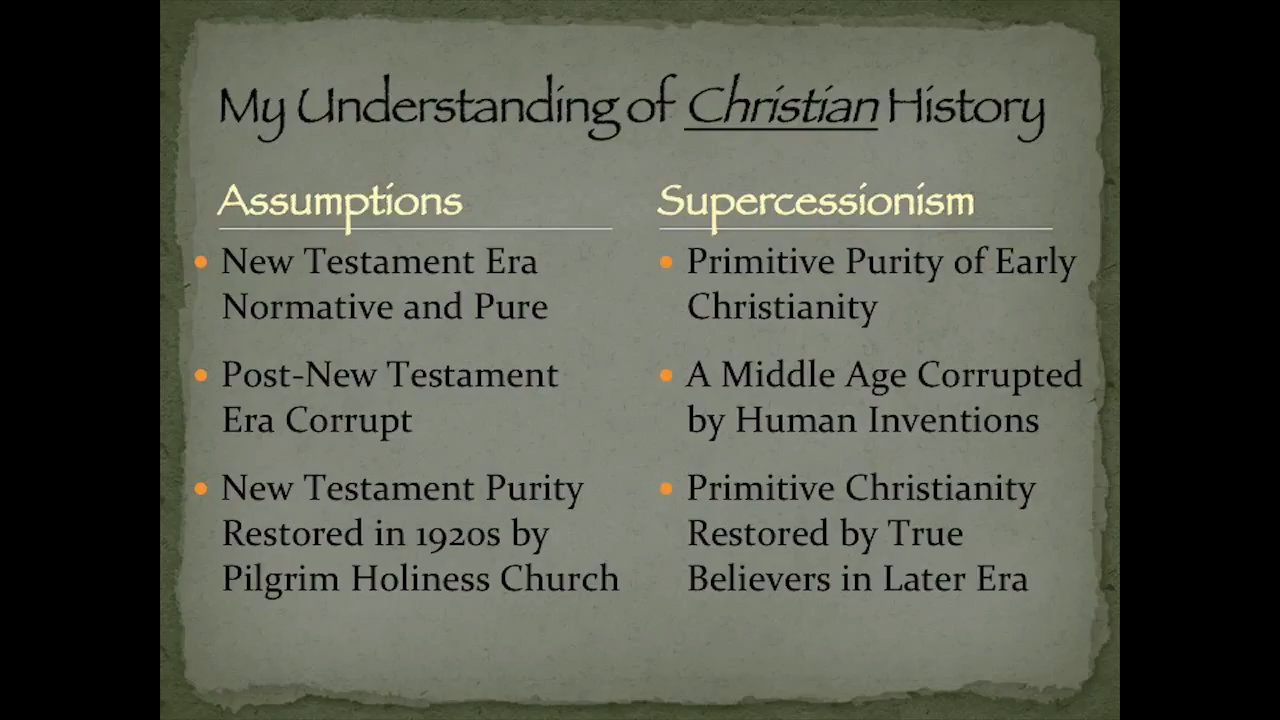 My Understanding of Christian History
Assumptions
New Testament Era
Normative and Pure
Post-New Testament
Era Corrupt
New Testament Purity
Restored in 1920s by
Pilgrim Holiness Church
Supercessionism
Primitive Purity of Early
Christianity
A Middle Age Corrupted
by Human Inventions
Primitive Christianity
Restored by True
Believers in Later Era